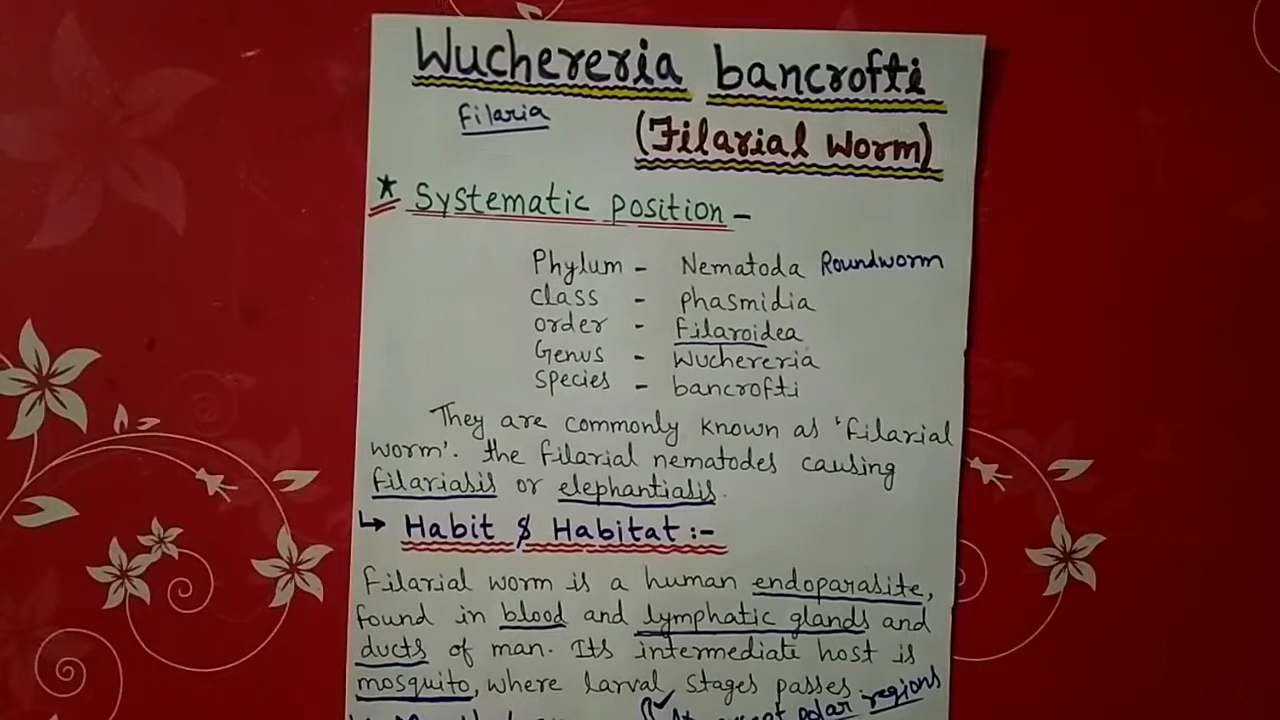 Wuchereria bancrofti
Filaria
(Filarial Worm)
* Systematic position -
Phylum - Nematoda Roundworm
class - phasmidia
order - Filaroidea
Genus - Wuchereria
Species - bancrofti
They are commonly known as 'filarial
worm'. the filarial nematodes causing
filariasis or elephantiasis.
↳ Habit & Habitat :-
Filarial worm is a human endoparasite,
found in blood and lymphatic glands and
ducts of man. Its intermediate host is
mosquito, where larval stages passes.
polar regions